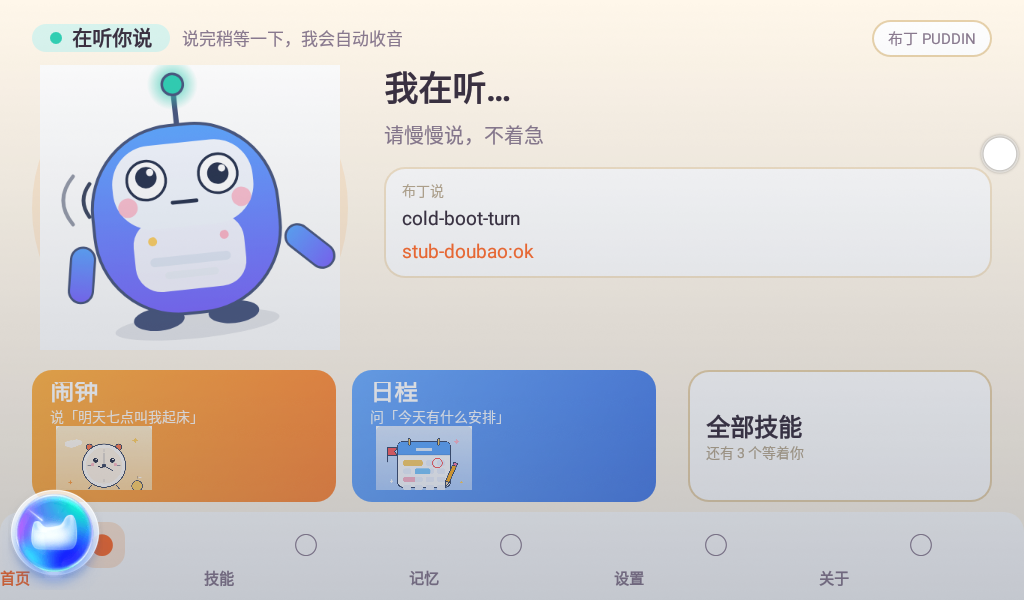 在听你说
说完稍等一下，我会自动收音
布丁 PUDDIN
我在听...
请慢慢说，不着急
布丁说
cold-boot-turn
stub-doubao:ok
闹钟
说「明天七点叫我起床」
日程
问「今天有什么安排」
全部技能
还有 3 个等着你
首页
技能
记忆
设置
关于